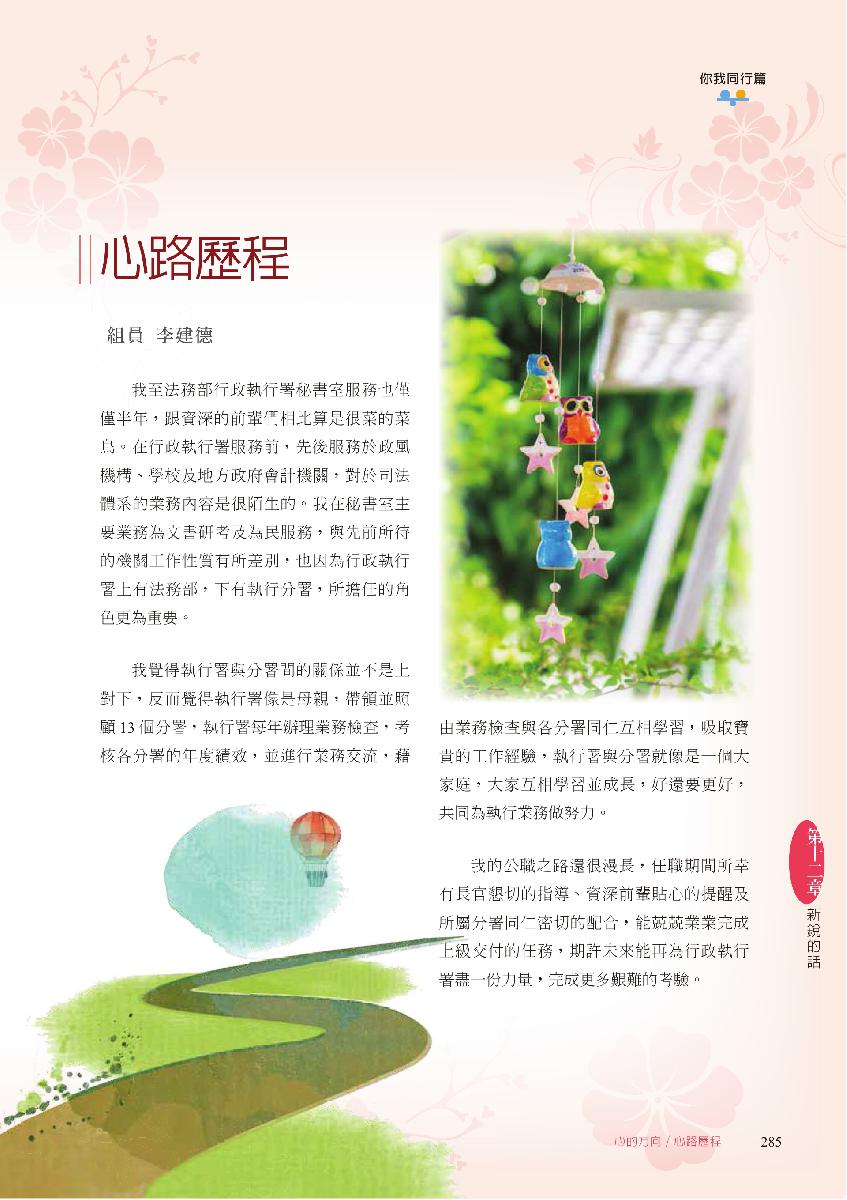 你我同行篇
心路歷程
組員 李建德
我至法務部行政執行署秘書室服務也僅
僅半年，跟資深的前輩們相比算是很菜的菜
鳥。在行政執行署服務前，先後服務於政風
機構、學校及地方政府會計機關，對於司法
體系的業務內容是很陌生的。我在秘書室主
要業務為文書研考及為民服務，與先前所待
的機關工作性質有所差別，也因為行政執行
署上有法務部，下有執行分署，所擔任的角
色更為重要。
我覺得執行署與分署間的關係並不是上
對下，反而覺得執行署像是母親，帶領並照
顧 13 個分署，執行署每年辦理業務檢查，考
核各分署的年度績效，並進行業務交流，藉
由業務檢查與各分署同仁互相學習，吸取寶
貴的工作經驗，執行署與分署就像是一個大
家庭，大家互相學習並成長，好還要更好，
共同為執行業務做努力。
我的公職之路還很漫長，任職期間所幸
有長官懇切的指導、資深前輩貼心的提醒及
所屬分署同仁密切的配合，能兢兢業業完成
上級交付的任務，期許未來能再為行政執行
署盡一份力量，完成更多艱難的考驗。
第十二章
新銳的話
心的方向 / 心路歷程
285